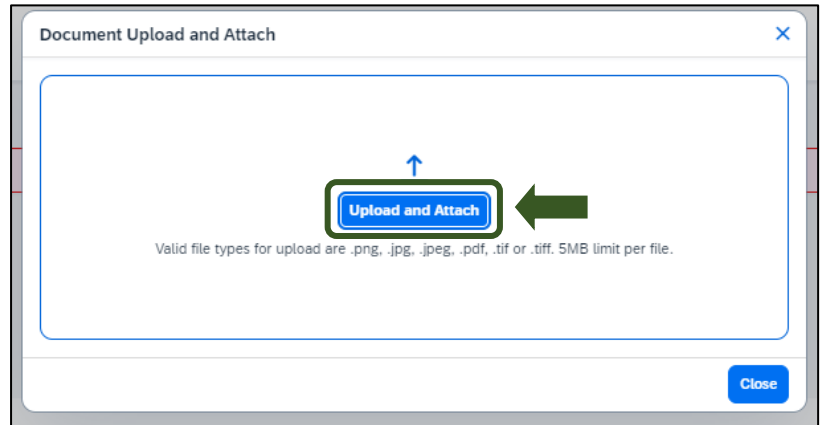 Document Upload and Attach
Upload and Attach
Valid file types for upload are .png, .jpg, .jpeg, .pdf, .tif or .tiff. 5MB limit per file.
Close